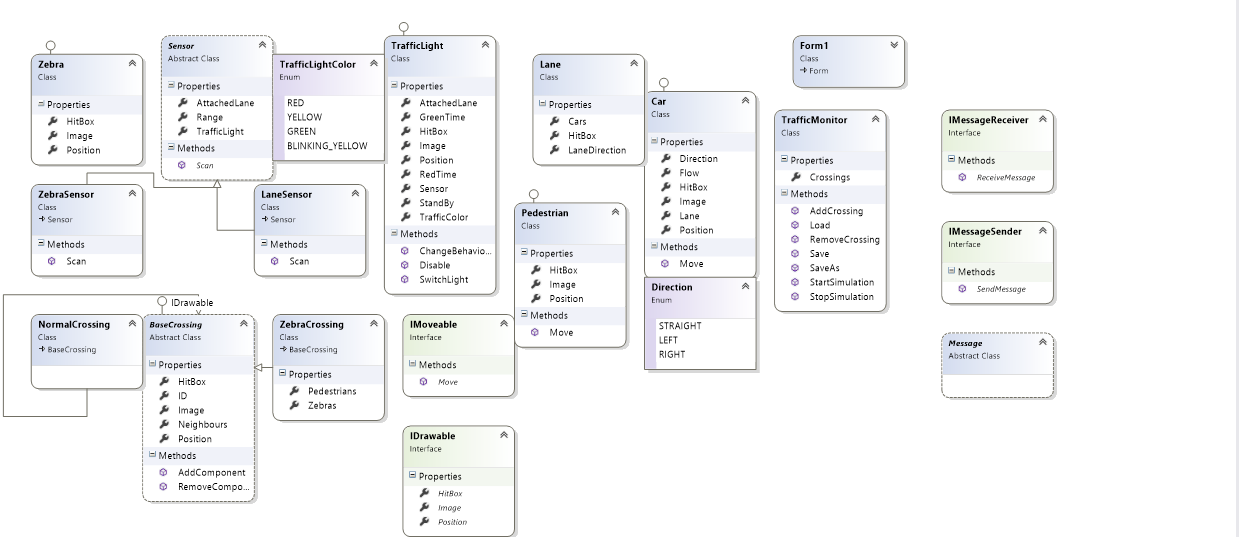 Zebra
Class
Properties
HitBox
Image
Position
Sensor
Abstract Class
Properties
AttachedLane
Range
TrafficLight
Methods
Scan
TrafficLightColor
Enum
RED
YELLOW
GREEN
BLINKING_YELLOW
TrafficLight
Class
Properties
AttachedLane
GreenTime
HitBox
Image
Position
RedTime
Sensor
StandBy
TrafficColor
Methods
ChangeBehavio...
Disable
SwitchLight
Lane
Class
Properties
Cars
HitBox
LaneDirection
Car
Class
Properties
Direction
Flow
HitBox
Image
Lane
Position
Methods
Move
Form1
Class
Form
TrafficMonitor
Class
Properties
Crossings
Methods
AddCrossing
Load
RemoveCrossing
Save
SaveAs
StartSimulation
StopSimulation
IMessageReceiver
Interface
Methods
ReceiveMessage
ZebraSensor
Class
Sensor
Methods
Scan
LaneSensor
Class
Sensor
Methods
Scan
Pedestrian
Class
Properties
HitBox
Image
Position
Methods
Move
Direction
Enum
STRAIGHT
LEFT
RIGHT
IMessageSender
Interface
Methods
SendMessage
IDrawable
NormalCrossing
Class
BaseCrossing
BaseCrossing
Abstract Class
Properties
HitBox
ID
Image
Neighbours
Position
Methods
AddComponent
RemoveCompo...
ZebraCrossing
Class
BaseCrossing
Properties
Pedestrians
Zebras
IMoveable
Interface
Methods
Move
Message
Abstract Class
IDrawable
Interface
Properties
HitBox
Image
Position